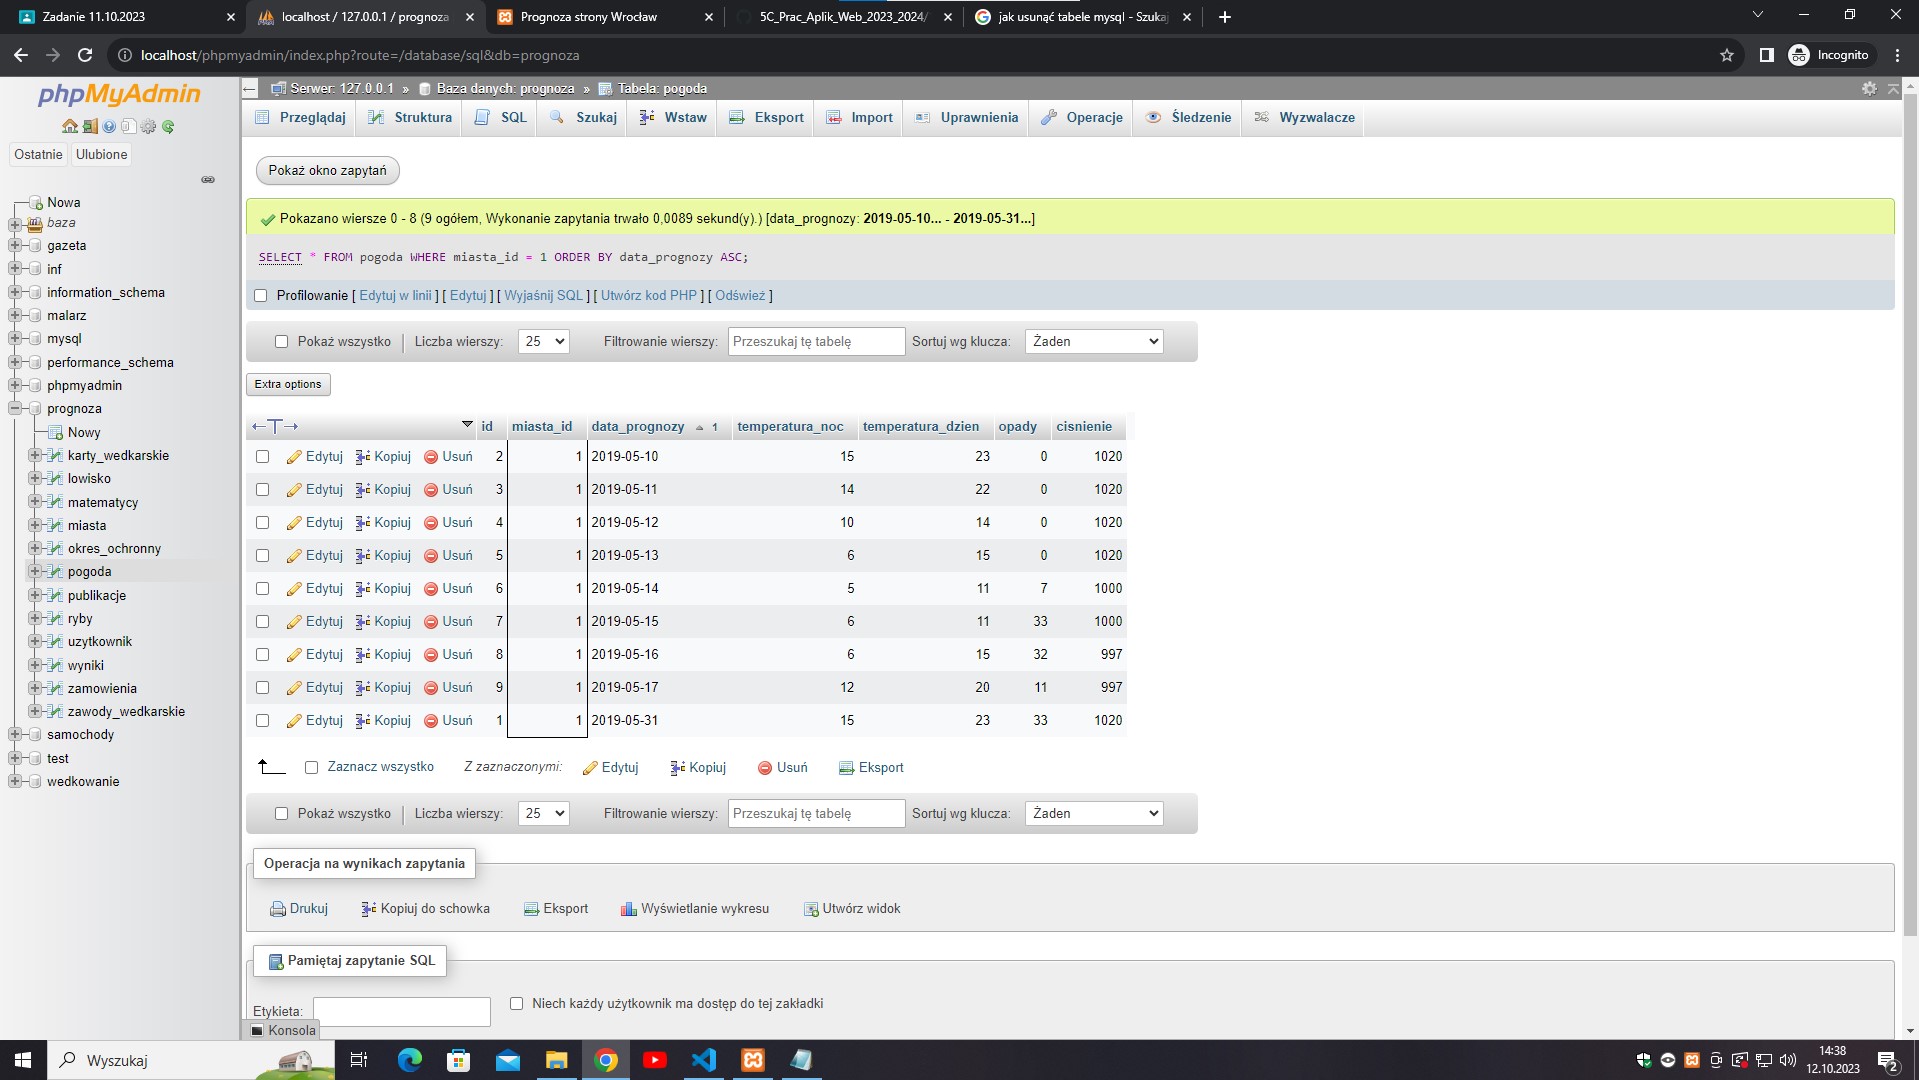 Zadanie 11.10.2023
localhost / 127.0.0.1 / prognoza
Prognoza strony Wrocław
5C_Prac_Aplik_Web_2023_2024/
jak usunąć tabele mysql - Szukaj
localhost/phpmyadmin/index.php?route=/database/sql&db=prognoza
Incognito
phpMyAdmin
Ostatnie Ulubione
Nowa
baza
gazeta
inf
information_schema
malarz
mysql
performance_schema
phpmyadmin
prognoza
Nowy
karty_wedkarskie
lowisko
matematycy
miasta
okres_ochronny
pogoda
publikacje
ryby
uzytkownik
wyniki
zamowienia
zawody_wedkarskie
samochody
test
wedkowanie
Serwer: 127.0.0.1 » Baza danych: prognoza » Tabela: pogoda
Przeglądaj Struktura SQL Szukaj Wstaw Eksport Import Uprawnienia Operacje Śledzenie Wyzwalacze
Pokaż okno zapytań
Pokazano wiersze 0 - 8 (9 ogółem, Wykonanie zapytania trwało 0,0089 sekund(y).) [data_prognozy: 2019-05-10... - 2019-05-31...]
SELECT * FROM pogoda WHERE miasta_id = 1 ORDER BY data_prognozy ASC;
Profilowanie [ Edytuj w linii ] [ Edytuj ] [ Wyjaśnij SQL ] [ Utwórz kod PHP ] [ Odśwież ]
Pokaż wszystko Liczba wierszy: 25 Filtrowanie wierszy: Przeszukaj tę tabelę Sortuj wg klucza: Żaden
Extra options
←T→ id miasta_id data_prognozy 1 temperatura_noc temperatura_dzien opady cisnienie
Edytuj Kopiuj Usuń 2 1 2019-05-10 15 23 0 1020
Edytuj Kopiuj Usuń 3 1 2019-05-11 14 22 0 1020
Edytuj Kopiuj Usuń 4 1 2019-05-12 10 14 0 1020
Edytuj Kopiuj Usuń 5 1 2019-05-13 6 15 0 1020
Edytuj Kopiuj Usuń 6 1 2019-05-14 5 11 7 1000
Edytuj Kopiuj Usuń 7 1 2019-05-15 6 11 33 1000
Edytuj Kopiuj Usuń 8 1 2019-05-16 6 15 32 997
Edytuj Kopiuj Usuń 9 1 2019-05-17 12 20 11 997
Edytuj Kopiuj Usuń 1 1 2019-05-31 15 23 33 1020
Zaznacz wszystko Z zaznaczonymi: Edytuj Kopiuj Usuń Eksport
Pokaż wszystko Liczba wierszy: 25 Filtrowanie wierszy: Przeszukaj tę tabelę Sortuj wg klucza: Żaden
Operacja na wynikach zapytania
Drukuj Kopiuj do schowka Eksport Wyświetlanie wykresu Utwórz widok
Pamiętaj zapytanie SQL
Etykieta: Niech każdy użytkownik ma dostęp do tej zakładki
Konsola
Wyszukaj
14:38
12.10.2023
2